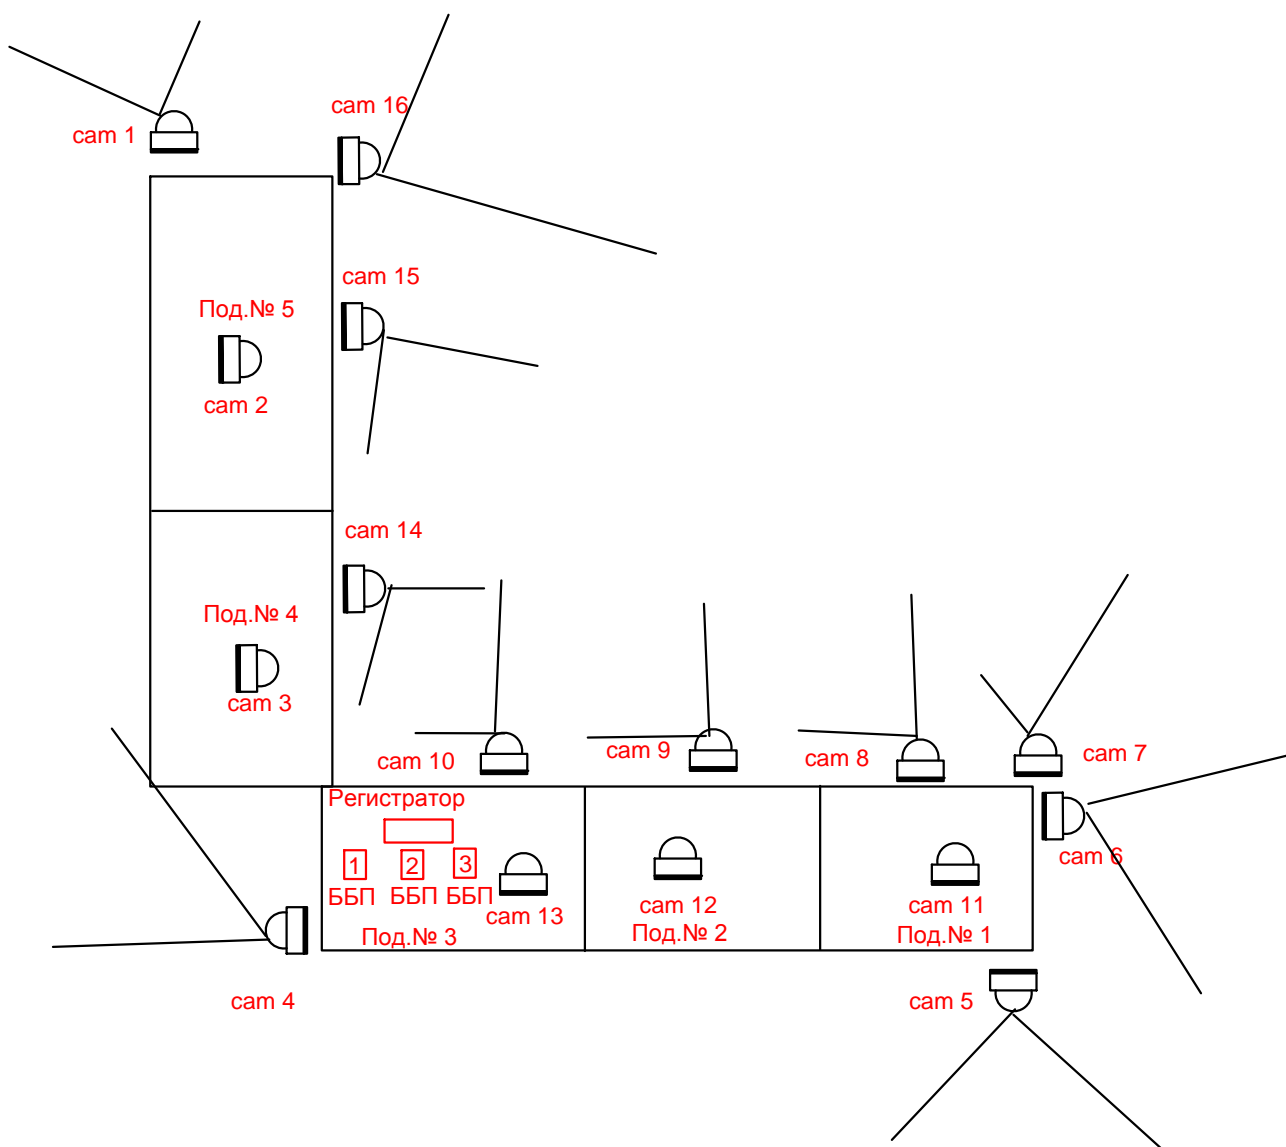 cam 16
cam 1
cam 15
Под.№ 5
cam 2
cam 14
Под.№ 4
cam 3
cam 10
cam 9
cam 8
cam 7
Регистратор
1
2
3
ББП
ББП
ББП
cam 6
cam 13
cam 12
cam 11
Под.№ 3
Под.№ 2
Под.№ 1
cam 4
cam 5